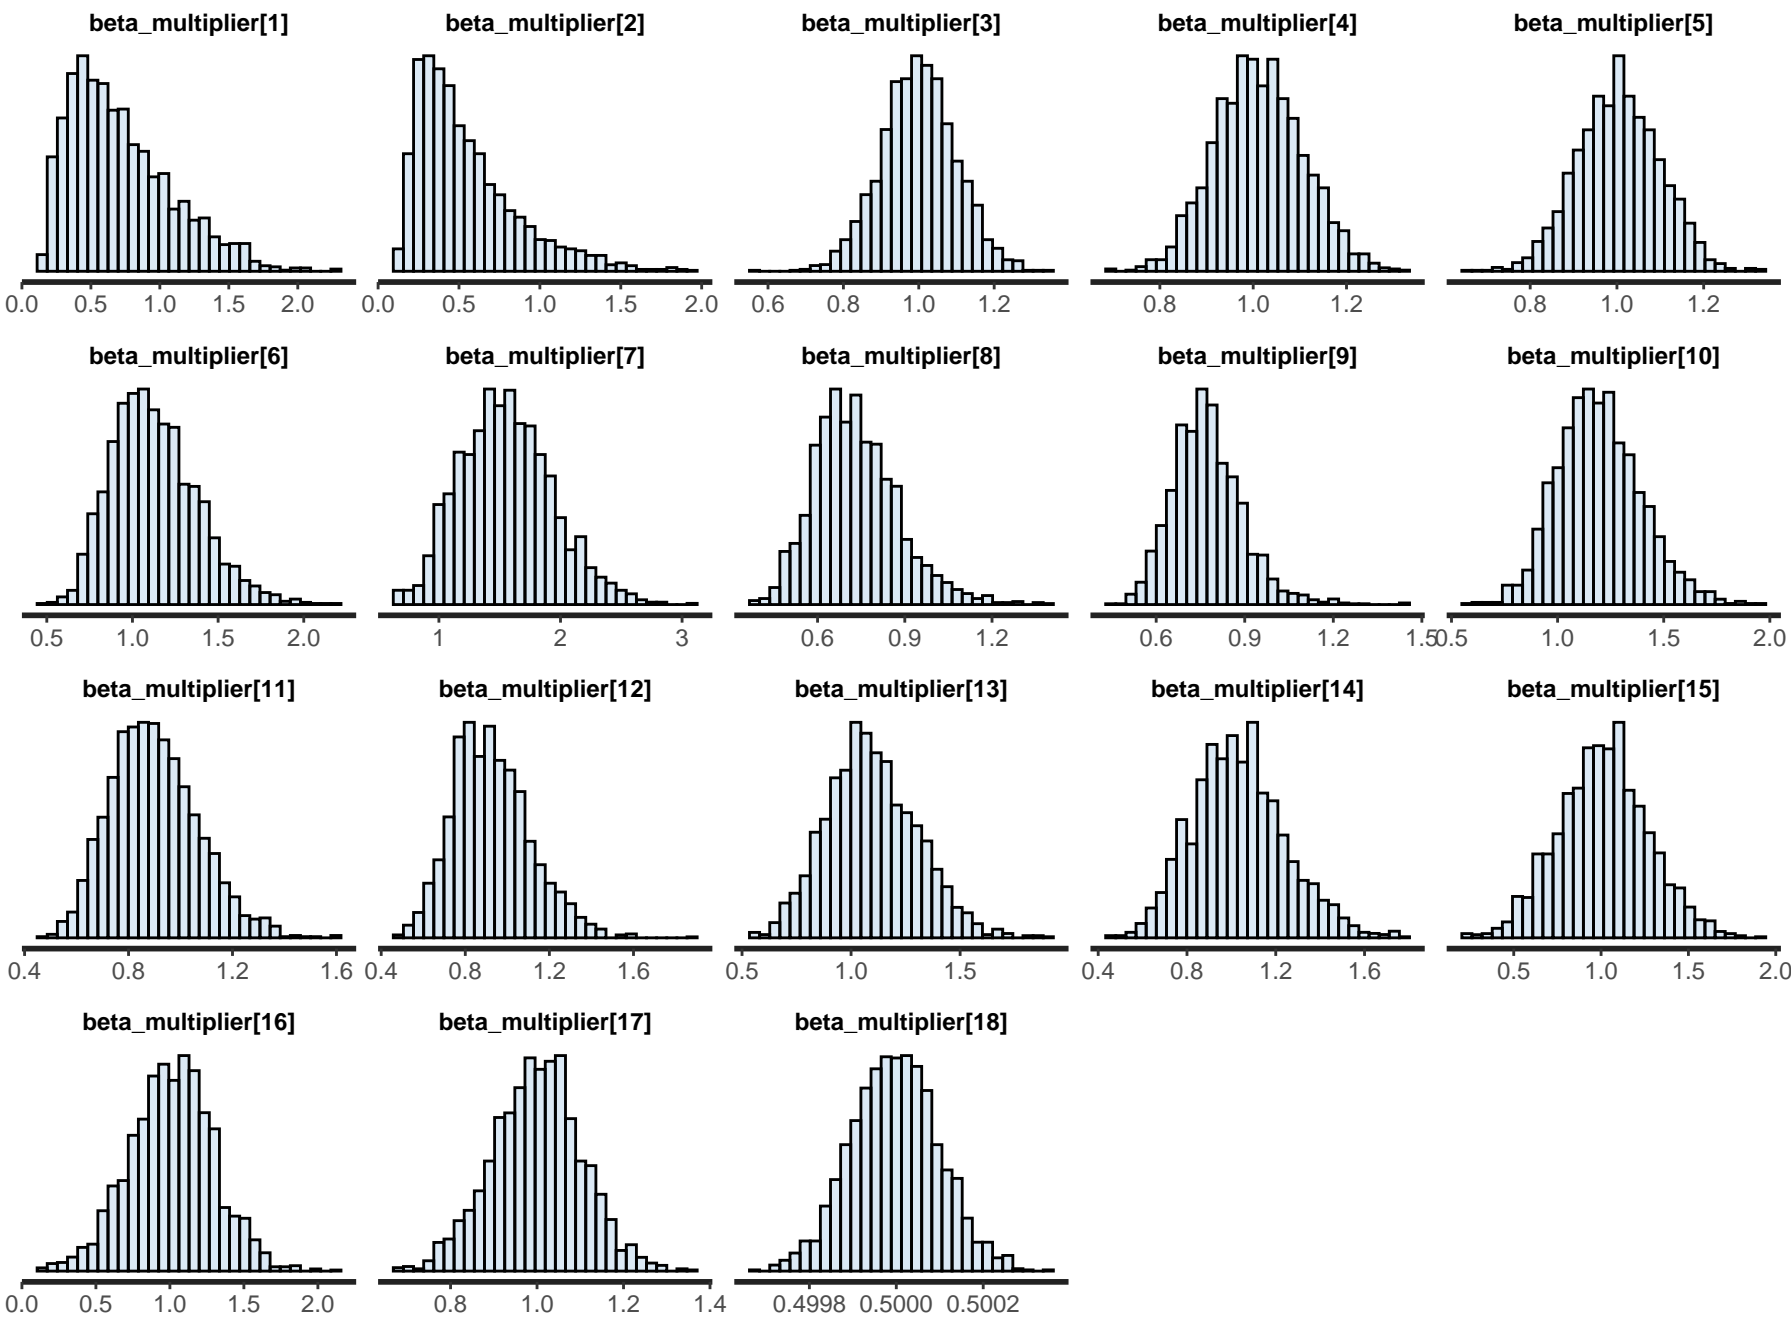 beta_multiplier[1] beta_multiplier[2] beta_multiplier[3] beta_multiplier[4] beta_multiplier[5]
0.0 0.5 1.0 1.5 2.0 0.0 0.5 1.0 1.5 2.0 0.6 0.8 1.0 1.2 0.8 1.0 1.2 0.8 1.0 1.2
beta_multiplier[6] beta_multiplier[7] beta_multiplier[8] beta_multiplier[9] beta_multiplier[10]
0.5 1.0 1.5 2.0 1 2 3 0.6 0.9 1.2 0.6 0.9 1.2 1.5 0.5 1.0 1.5 2.0
beta_multiplier[11] beta_multiplier[12] beta_multiplier[13] beta_multiplier[14] beta_multiplier[15]
0.4 0.8 1.2 1.6 0.4 0.8 1.2 1.6 0.5 1.0 1.5 0.4 0.8 1.2 1.6 0.5 1.0 1.5 2.0
beta_multiplier[16] beta_multiplier[17] beta_multiplier[18]
0.0 0.5 1.0 1.5 2.0 0.8 1.0 1.2 1.4 0.4998 0.5000 0.5002